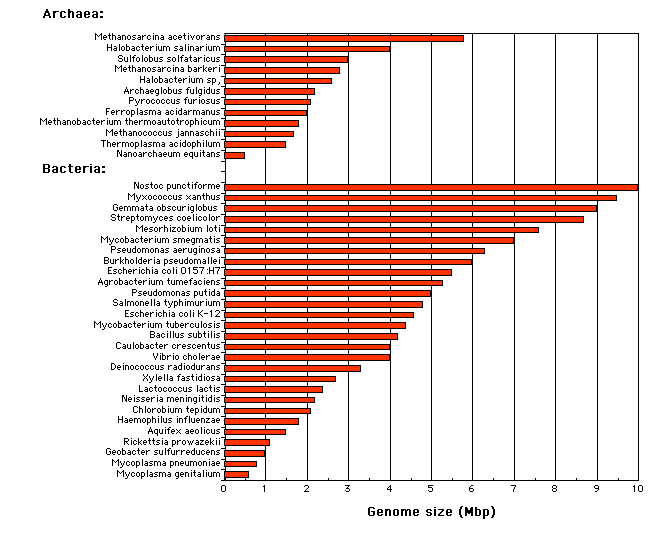 Archaea:
Methanosarcina acetivorans
Halobacterium salinarium
Sulfolobus solfataricus
Methanosarcina barkeri
Halobacterium sp,
Archaeglobus fulgidus
Pyrococcus furiosus
Ferroplasma acidarmanus
Methanobacterium thermoautotrophicum
Methanococcus jannaschii
Thermoplasma acidophilum
Nanoarchaeum equitans
Bacteria:
Nostoc punctiforme
Myxococcus xanthus
Gemmata obscuriglobus
Streptomyces coelicolor
Mesorhizobium loti
Mycobacterium smegmatis
Pseudomonas aeruginosa
Burkholderia pseudomallei
Escherichia coli O157:H7
Agrobacterium tumefaciens
Pseudomonas putida
Salmonella typhimurium
Escherichia coli K-12
Mycobacterium tuberculosis
Bacillus subtilis
Caulobacter crescentus
Vibrio cholerae
Deinococcus radiodurans
Xylella fastidiosa
Lactococcus lactis
Neisseria meningitidis
Chlorobium tepidum
Haemophilus influenzae
Aquifex aeolicus
Rickettsia prowazekii
Geobacter sulfurreducens
Mycoplasma pneumoniae
Mycoplasma genitalium
0 1 2 3 4 5 6 7 8 9 10
Genome size (Mbp)